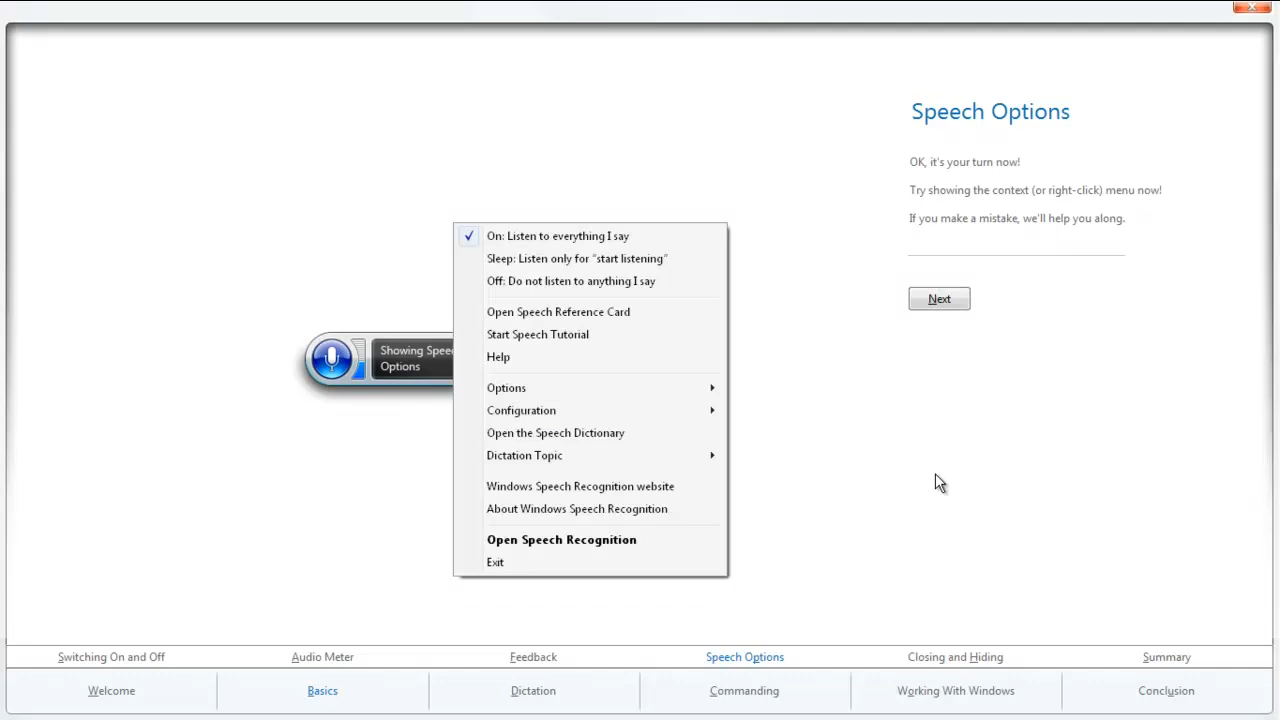 Speech Options
OK, it's your turn now!
Try showing the context (or right-click) menu now!
If you make a mistake, we'll help you along.
Next
Showing Spee
Options
On: Listen to everything I say
Sleep: Listen only for “start listening”
Off: Do not listen to anything I say
Open Speech Reference Card
Start Speech Tutorial
Help
Options
Configuration
Open the Speech Dictionary
Dictation Topic
Windows Speech Recognition website
About Windows Speech Recognition
Open Speech Recognition
Exit
Switching On and Off
Audio Meter
Feedback
Speech Options
Closing and Hiding
Summary
Welcome
Basics
Dictation
Commanding
Working With Windows
Conclusion